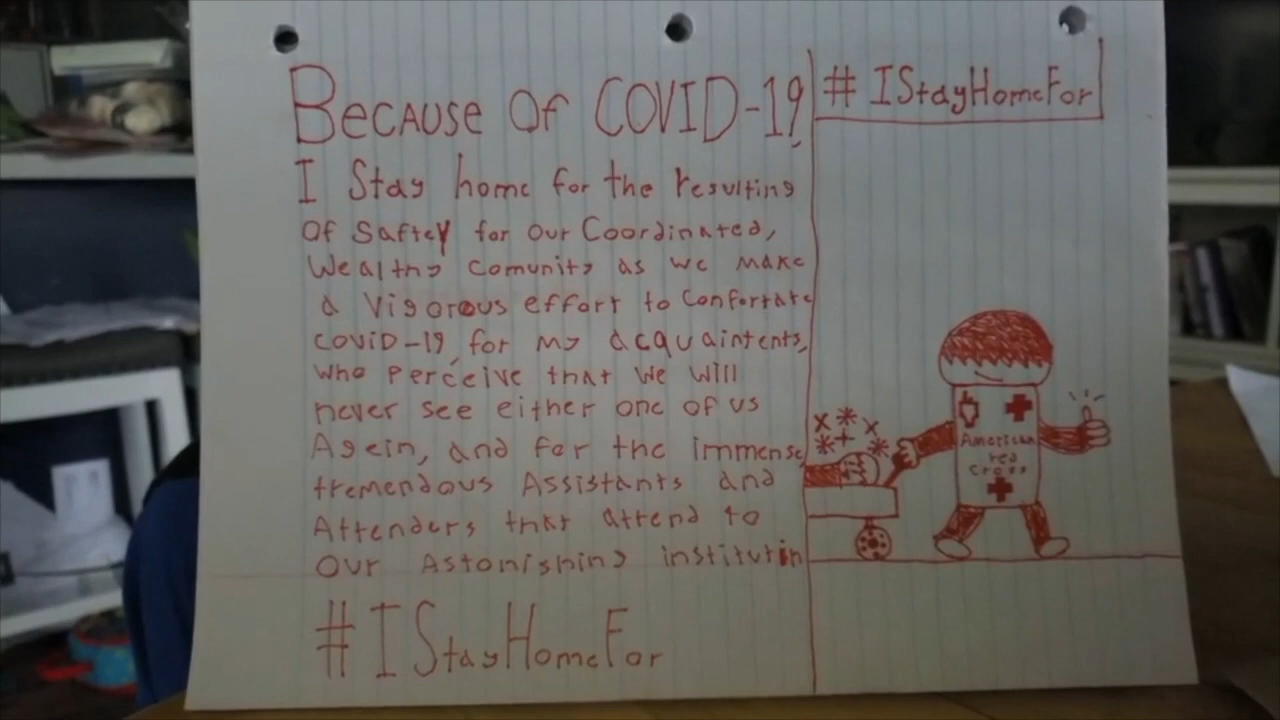 Because Of COVID-19,
I Stay home for the resulting
Of Saftey for our Coordinated,
Wealthy Comunity as we make
a vigorous effort to Confortate
COVID-19, for my acquaintents,
who perceive that we will
never see either one of us
Agein, and for the immense,
tremendous Assistants and
Attenders that attend to
our Astonishing institutin
#IStayHomeFor
#IStayHomeFor
American
red
cross